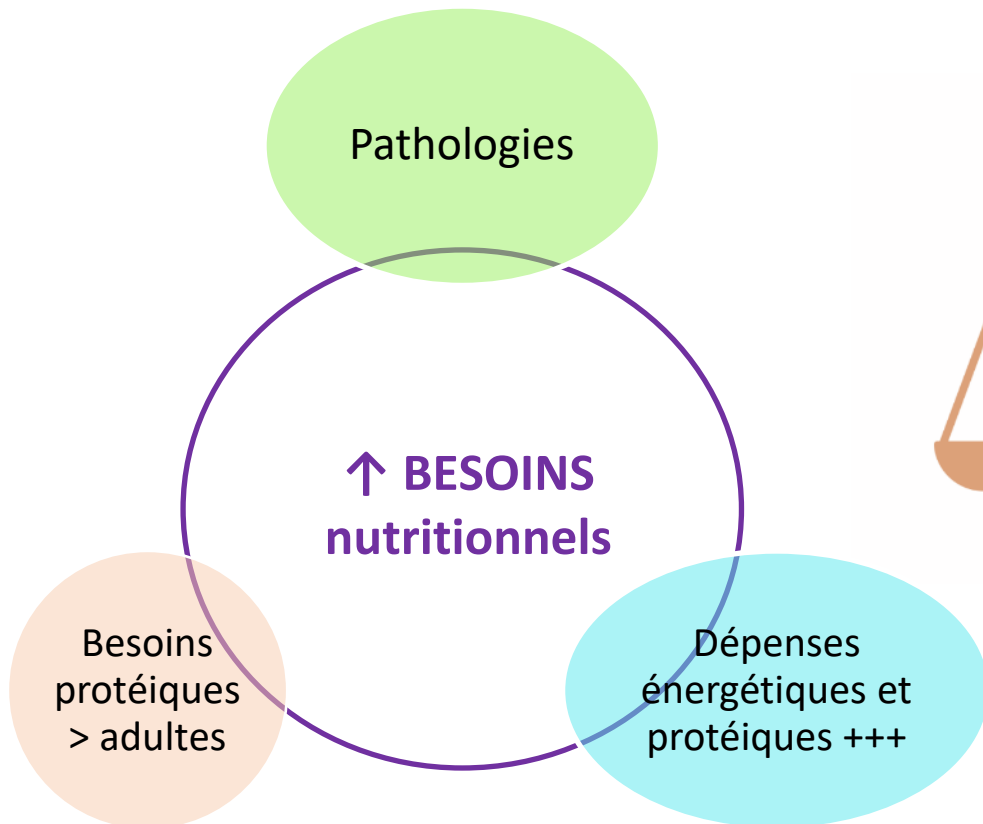 Pathologies
↑ BESOINS
nutritionnels
Besoins
protéiques
> adultes
Dépenses
énergétiques et
protéiques +++